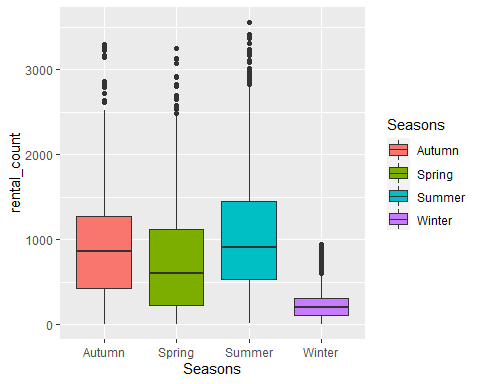 3000
2000
1000
0
rental_count
Autumn Spring Summer Winter
Seasons
Seasons
Autumn
Spring
Summer
Winter